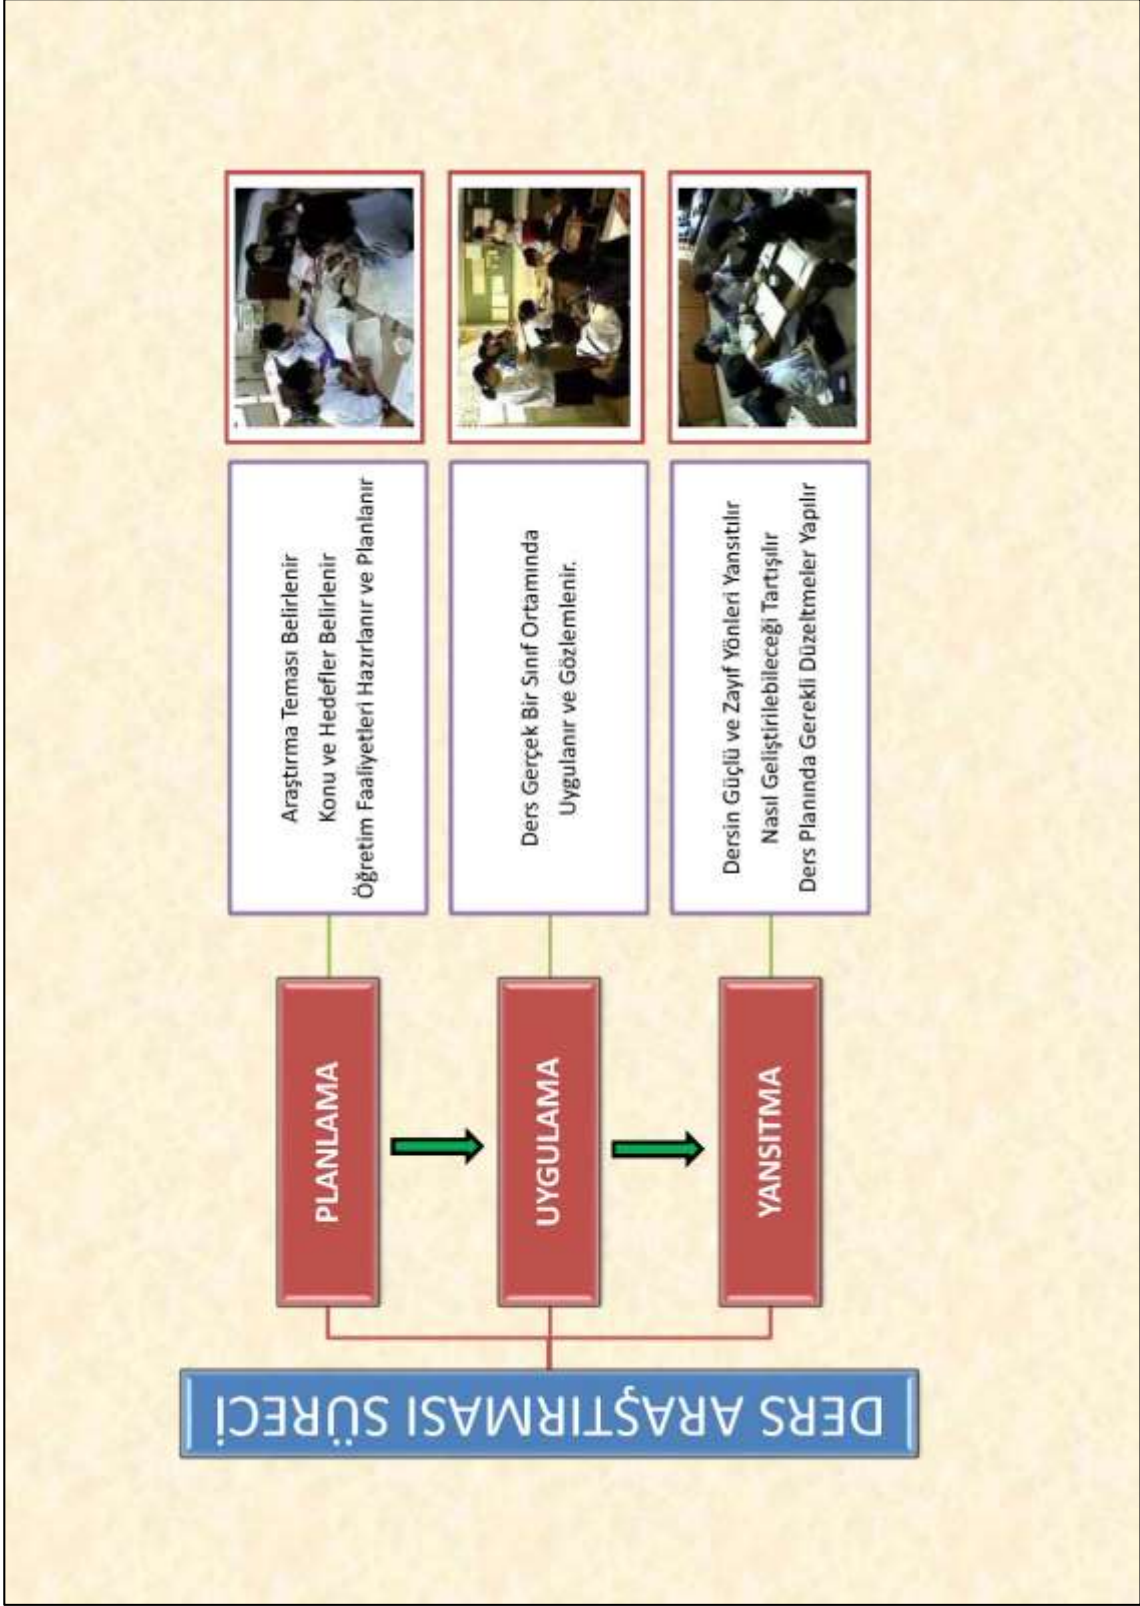 DERS ARAŞTIRMASI SÜRECİ
PLANLAMA
Araştırma Teması Belirlenir
Konu ve Hedefler Belirlenir
Öğretim Faaliyetleri Hazırlanır ve Planlanır
UYGULAMA
Ders Gerçek Bir Sınıf Ortamında
Uygulanır ve Gözlemlenir.
YANSITMA
Dersin Güçlü ve Zayıf Yönleri Yansıtılır
Nasıl Geliştirilebileceği Tartışılır
Ders Planında Gerekli Düzeltmeler Yapılır